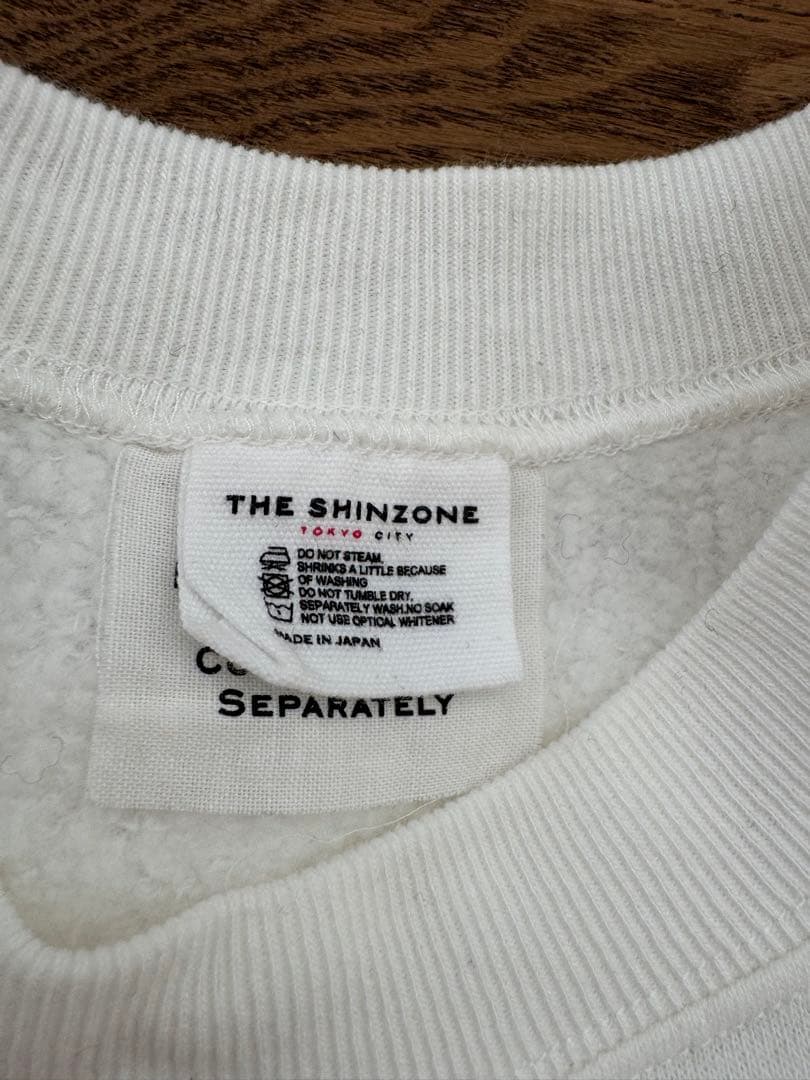 THE SHINZONE
TOKYO CITY
DO NOT STEAM,
SHRINKS A LITTLE BECAUSE
OF WASHING
DO NOT TUMBLE DRY,
SEPARATELY WASH.NO SOAK
NOT USE OPTICAL WHITENER
MADE IN JAPAN
SEPARATELY